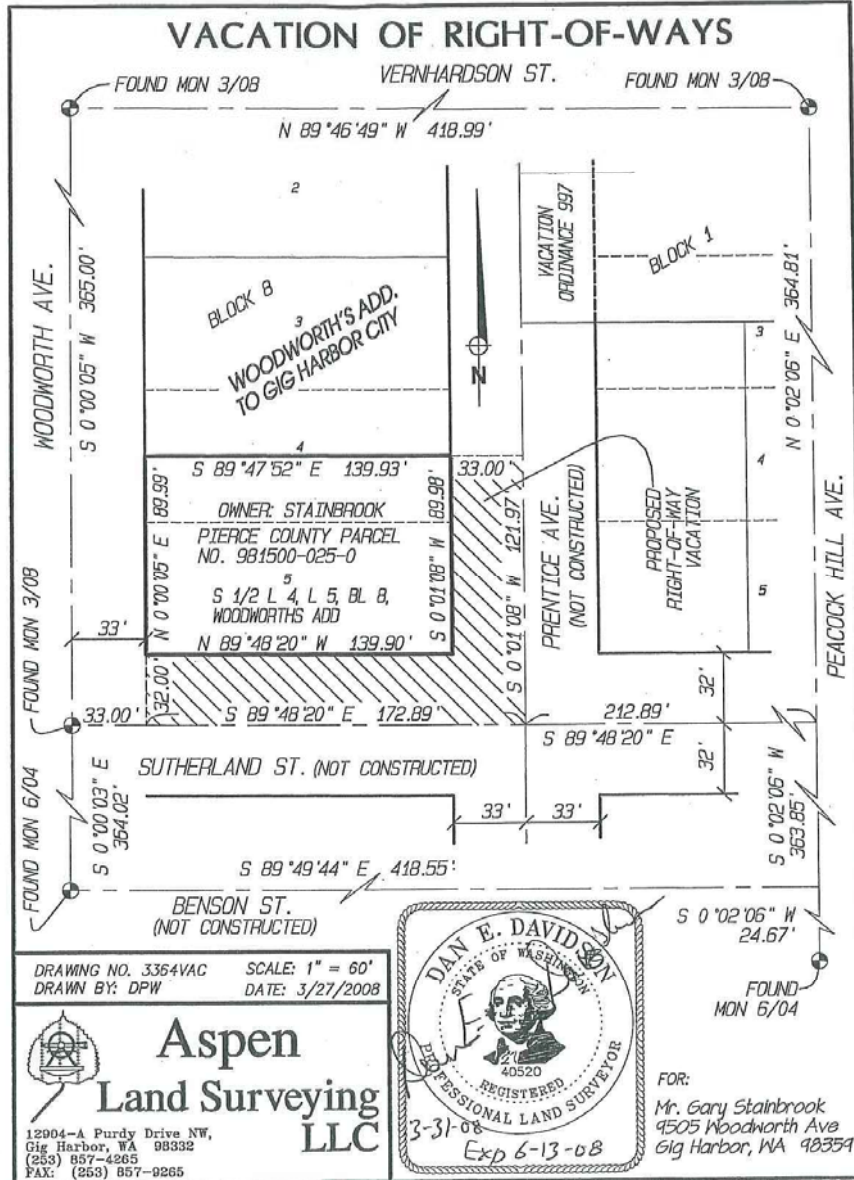 VACATION OF RIGHT-OF-WAYS
FOUND MON 3/08
VERNHARDSON ST.
FOUND MON 3/08
N 89°46'49" W 418.99'
WOODWORTH AVE.
S 0°00'05" W 365.00'
2
BLOCK 8
3
WOODWORTH'S ADD.
TO GIG HARBOR CITY
4
N
VACATION
ORDINANCE 997
BLOCK 1
3
4
5
N 0°02'06" E 364.81'
PEACOCK HILL AVE.
S 89°47'52" E 139.93'
33.00'
89.99'
N 0°00'05" E
OWNER: STAINBROOK
PIERCE COUNTY PARCEL
NO. 981500-025-0
5
S 1/2 L 4, L 5, BL 8,
WOODWORTHS ADD
N 89°48'20" W 139.90'
89.98'
S 0°01'08" W
S 0°01'08" W 121.97'
PRENTICE AVE.
(NOT CONSTRUCTED)
PROPOSED
RIGHT-OF-WAY
VACATION
FOUND MON 3/08
33'
33.00'
32.00'
S 89°48'20" E 172.89'
212.89'
S 89°48'20" E
32'
32'
SUTHERLAND ST. (NOT CONSTRUCTED)
33'
33'
FOUND MON 6/04
S 0°00'03" E
364.02'
S 0°02'06" W
363.85'
S 89°49'44" E 418.55'
BENSON ST.
(NOT CONSTRUCTED)
S 0°02'06" W
24.67'
FOUND
MON 6/04
DRAWING NO. 3364VAC SCALE: 1" = 60'
DRAWN BY: DPW DATE: 3/27/2008
Aspen
Land Surveying
LLC
12904-A Purdy Drive NW,
Gig Harbor, WA 98332
(253) 857-4265
FAX: (253) 857-9265
DAN E. DAVIDSON
STATE OF WASHINGTON
40520
REGISTERED
PROFESSIONAL LAND SURVEYOR
3-31-08
Exp 6-13-08
FOR:
Mr. Gary Stainbrook
9505 Woodworth Ave
Gig Harbor, WA 98359